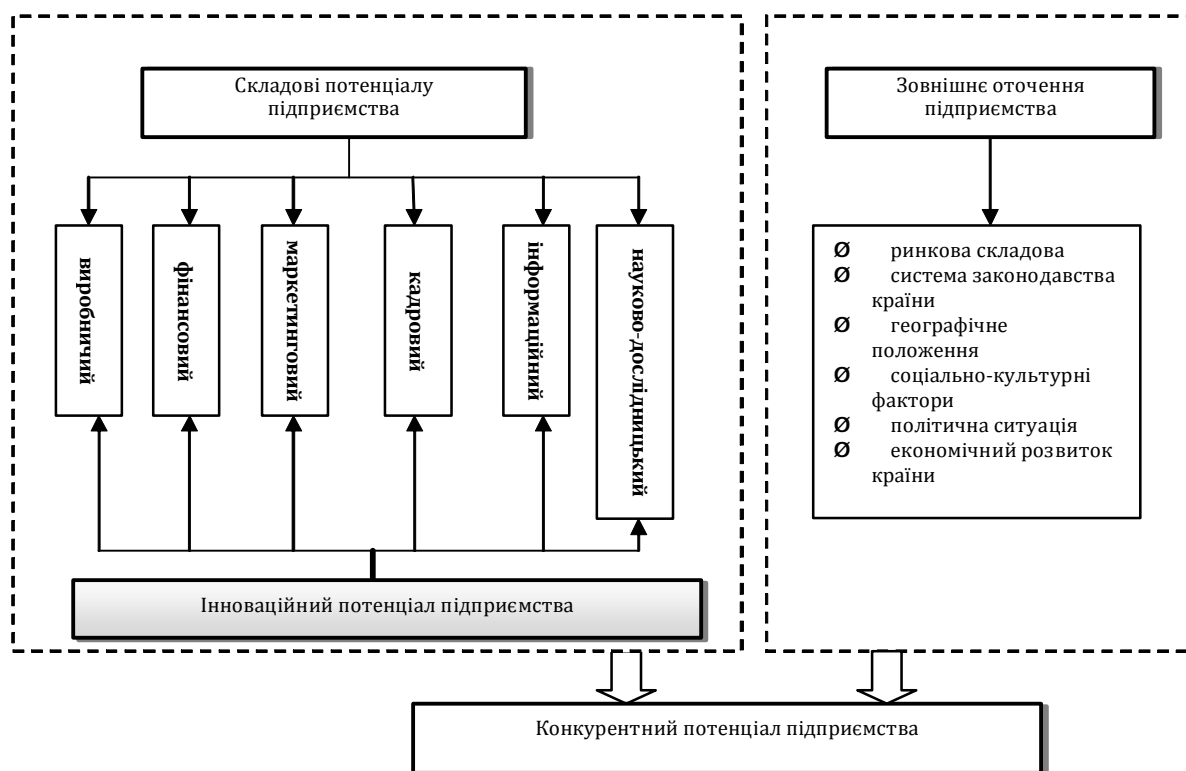 Складові потенціалу
підприємства
Зовнішнє оточення
підприємства
виробничий
фінансовий
маркетинговий
кадровий
інформаційний
науково-дослідницький
Ø ринкова складова
Ø система законодавства
країни
Ø географічне
положення
Ø соціально-культурні
фактори
Ø політична ситуація
Ø економічний розвиток
країни
Інноваційний потенціал підприємства
Конкурентний потенціал підприємства